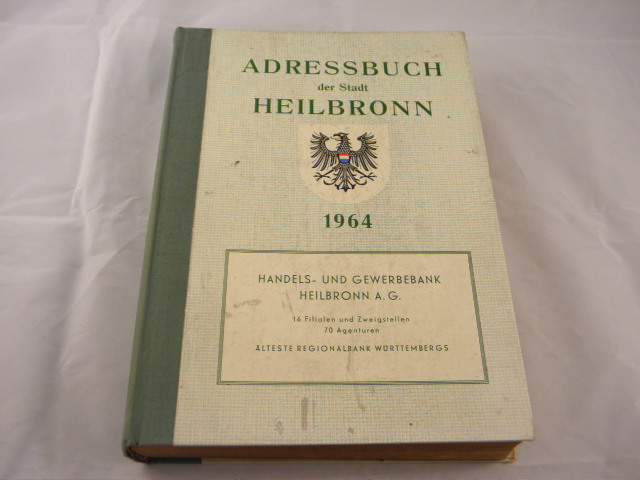 ADRESSBUCH
der Stadt
HEILBRONN
1964
HANDELS- UND GEWERBEBANK
HEILBRONN A.G.
16 Filialen und Zweigstellen
70 Agenturen
ÄLTESTE REGIONALBANK WÜRTTEMBERGS